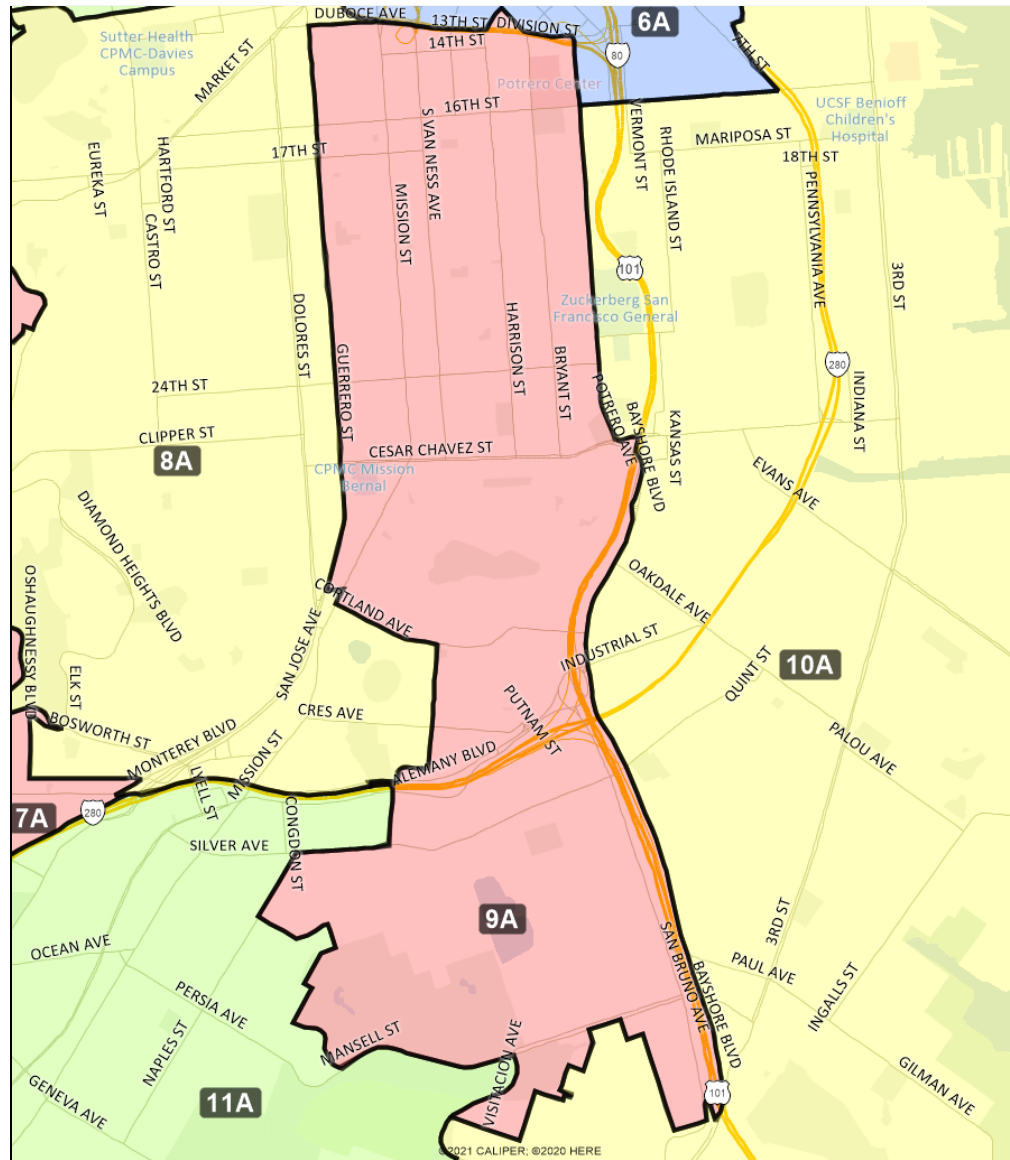 DUBOCE AVE
13TH ST
DIVISION ST
6A
7TH ST
Sutter Health
CPMC-Davies
Campus
MARKET ST
14TH ST
80
Potrero Center
16TH ST
UCSF Benioff
Children's
Hospital
EUREKA ST
HARTFORD ST
17TH ST
S VAN NESS AVE
VERMONT ST
RHODE ISLAND ST
MARIPOSA ST
18TH ST
PENNSYLVANIA AVE
CASTRO ST
MISSION ST
101
3RD ST
DOLORES ST
Zuckerberg San
Francisco General
GUERRERO ST
HARRISON ST
BRYANT ST
280
24TH ST
POTRERO AVE
BAYSHORE BLVD
KANSAS ST
INDIANA ST
CLIPPER ST
8A
CESAR CHAVEZ ST
CPMC Mission
Bernal
EVANS AVE
DIAMOND HEIGHTS BLVD
OSHAUGHNESSY BLVD
CORTLAND AVE
OAKDALE AVE
SAN JOSE AVE
INDUSTRIAL ST
QUINT ST
10A
ELK ST
BOSWORTH ST
CRES AVE
PUTNAM ST
PALOU AVE
MONTEREY BLVD
MISSION ST
ALEMANY BLVD
LYELL ST
7A
280
CONGDON ST
SILVER AVE
9A
OCEAN AVE
3RD ST
SAN BRUNO AVE
BAYSHORE BLVD
PAUL AVE
INGALLS ST
PERSIA AVE
NAPLES ST
MANSELL ST
VISITACION AVE
GENEVA AVE
11A
101
GILMAN AVE
©2021 CALIPER; ©2020 HERE